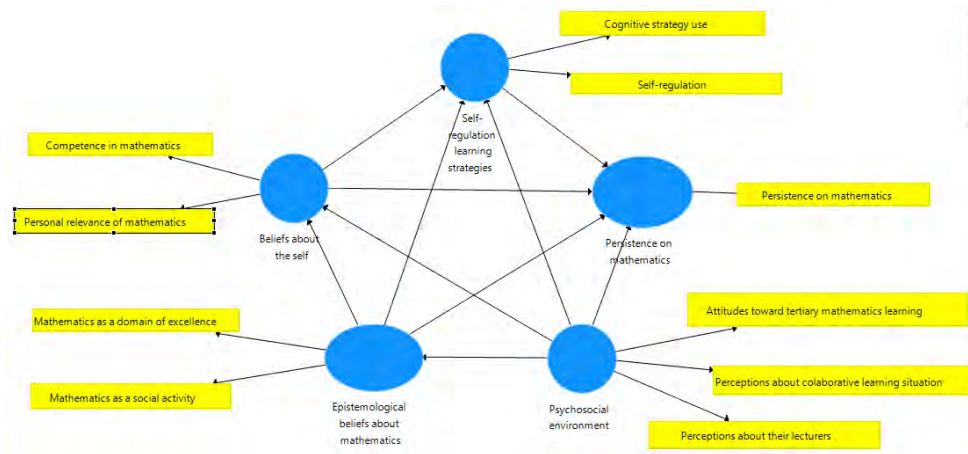 Cognitive strategy use
Self-regulation
Self-
regulation
learning
strategies
Competence in mathematics
Personal relevance of mathematics
Beliefs about
the self
Persistence on mathematics
Persistence on
mathematics
Mathematics as a domain of excellence
Mathematics as a social activity
Epistemological
beliefs about
mathematics
Psychosocial
environment
Attitudes toward tertiary mathematics learning
Perceptions about colaborative learning situation
Perceptions about their lecturers